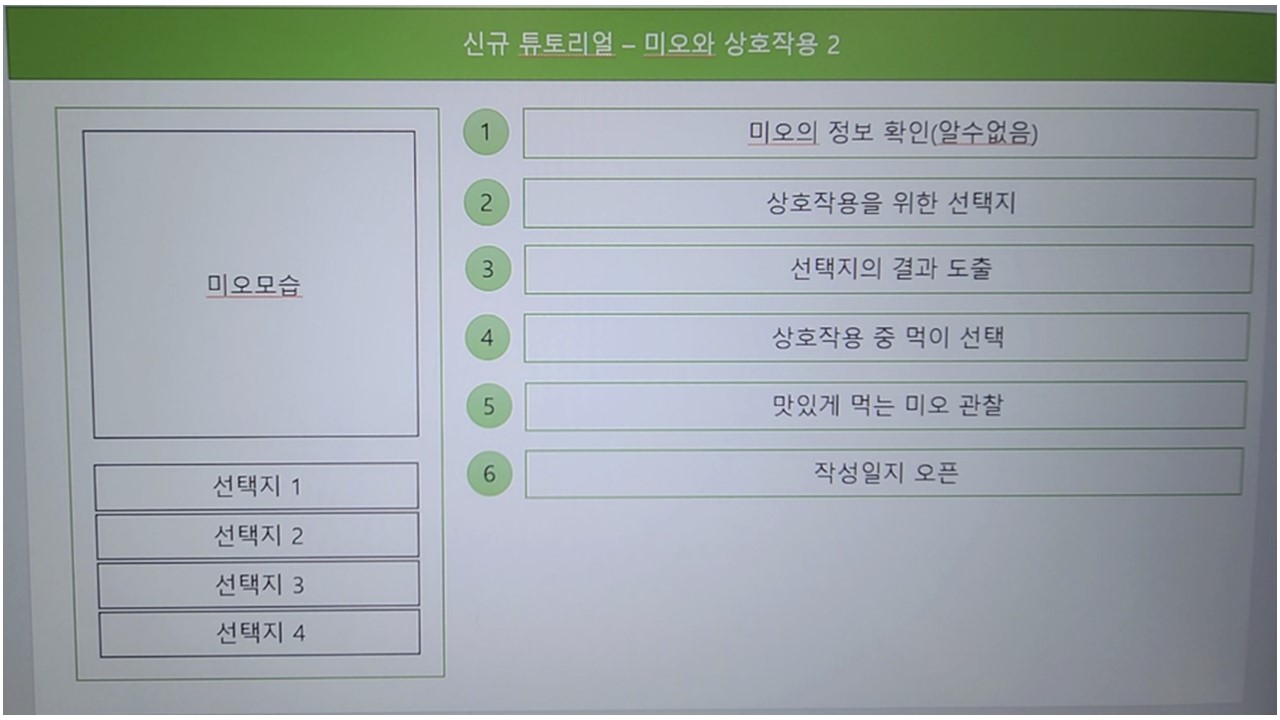 신규 튜토리얼 – 미오와 상호작용 2
미오모습
선택지 1
선택지 2
선택지 3
선택지 4
1 미오의 정보 확인(알수없음)
2 상호작용을 위한 선택지
3 선택지의 결과 도출
4 상호작용 중 먹이 선택
5 맛있게 먹는 미오 관찰
6 작성일지 오픈